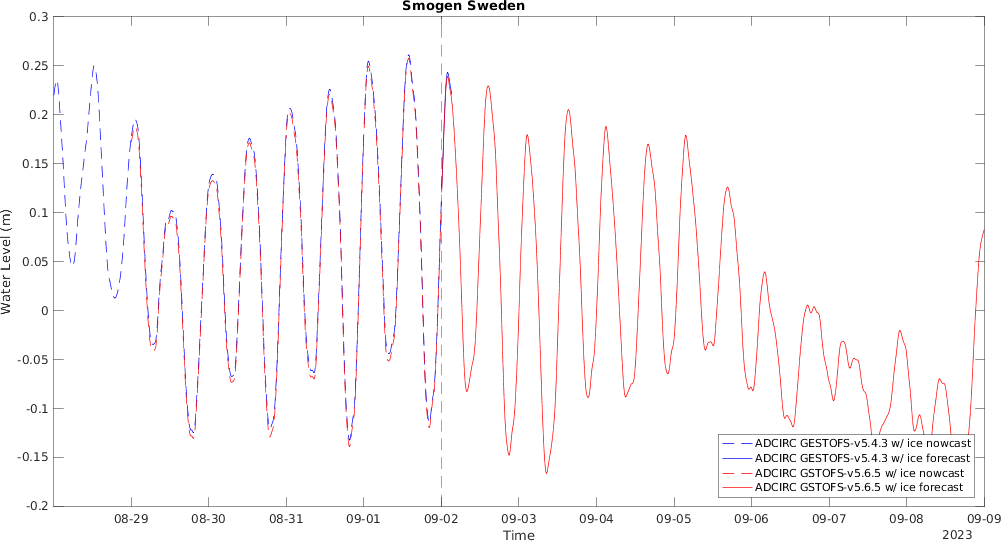 Smogen Sweden
0.3
0.25
0.2
0.15
0.1
0.05
0
-0.05
-0.1
-0.15
-0.2
Water Level (m)
ADCIRC GESTOFS-v5.4.3 w/ ice nowcast
ADCIRC GESTOFS-v5.4.3 w/ ice forecast
ADCIRC GSTOFS-v5.6.5 w/ ice nowcast
ADCIRC GSTOFS-v5.6.5 w/ ice forecast
08-29 08-30 08-31 09-01 09-02 09-03 09-04 09-05 09-06 09-07 09-08 09-09
Time 2023